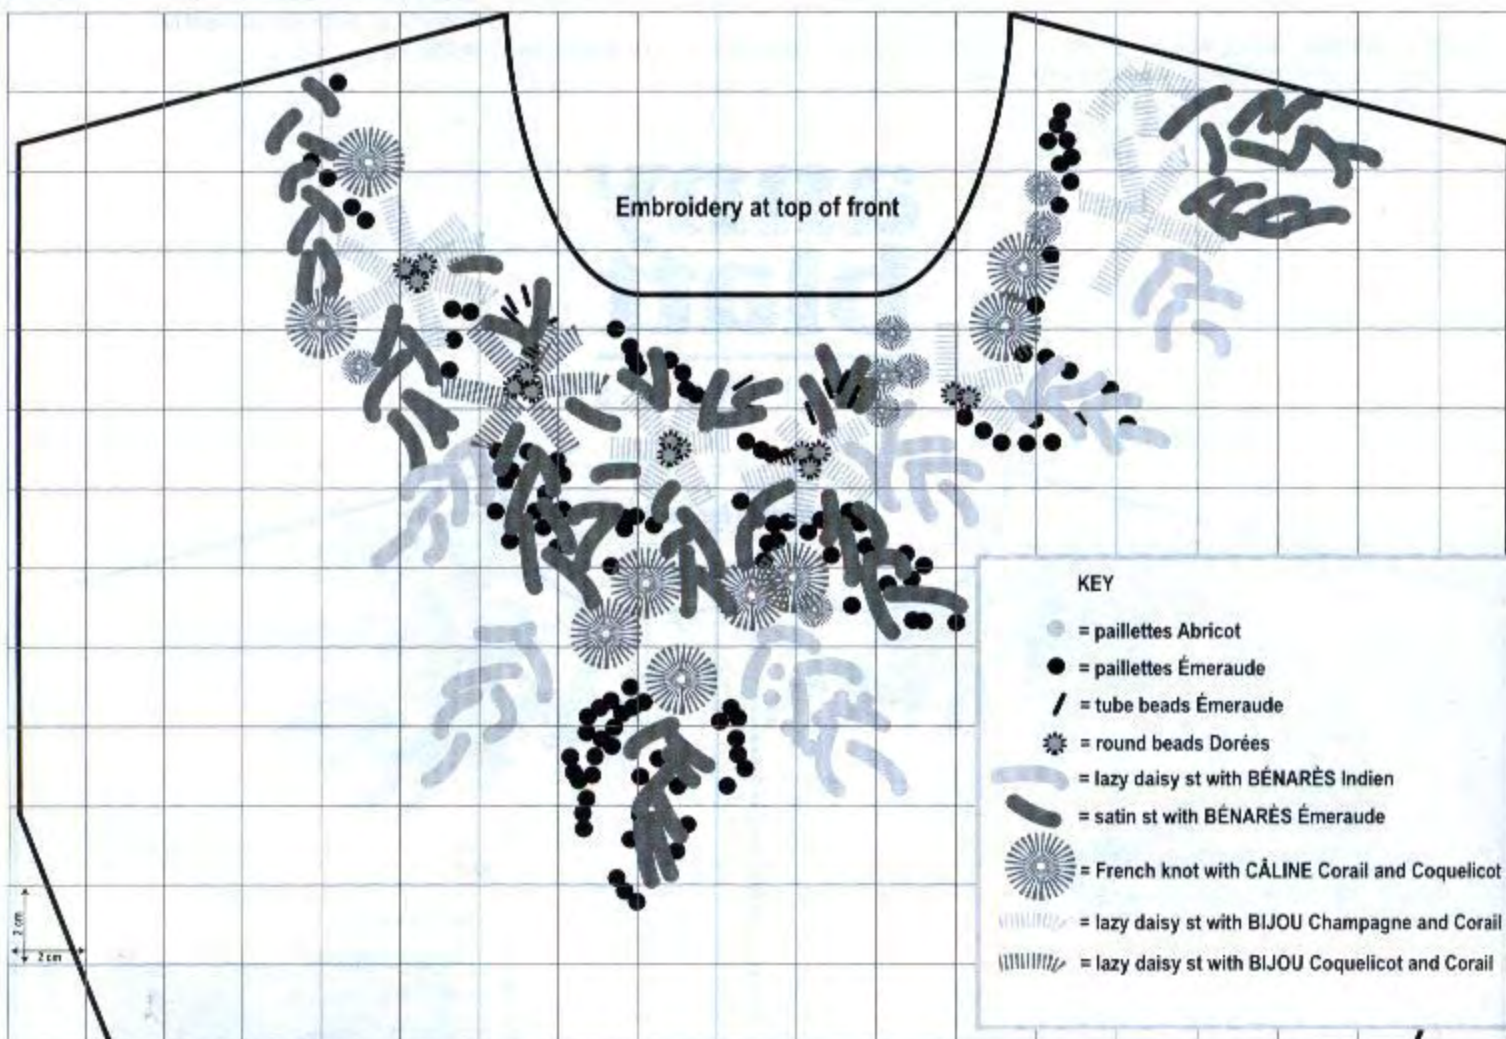 Embroidery at top of front
KEY
= paillettes Abricot
= paillettes Émeraude
= tube beads Émeraude
= round beads Dorées
= lazy daisy st with BÉNARÈS Indien
= satin st with BÉNARÈS Émeraude
= French knot with CÂLINE Corail and Coquelicot
= lazy daisy st with BIJOU Champagne and Corail
= lazy daisy st with BIJOU Coquelicot and Corail
2 cm
2 cm